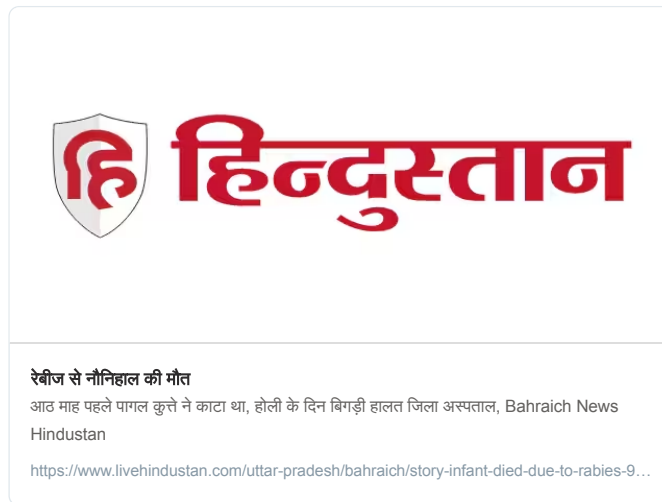 हि हिन्दुस्तान
रेबीज से नौनिहाल की मौत
आठ माह पहले पागल कुत्ते ने काटा था, होली के दिन बिगड़ी हालत जिला अस्पताल, Bahraich News
Hindustan
https://www.livehindustan.com/uttar-pradesh/bahraich/story-infant-died-due-to-rabies-9...